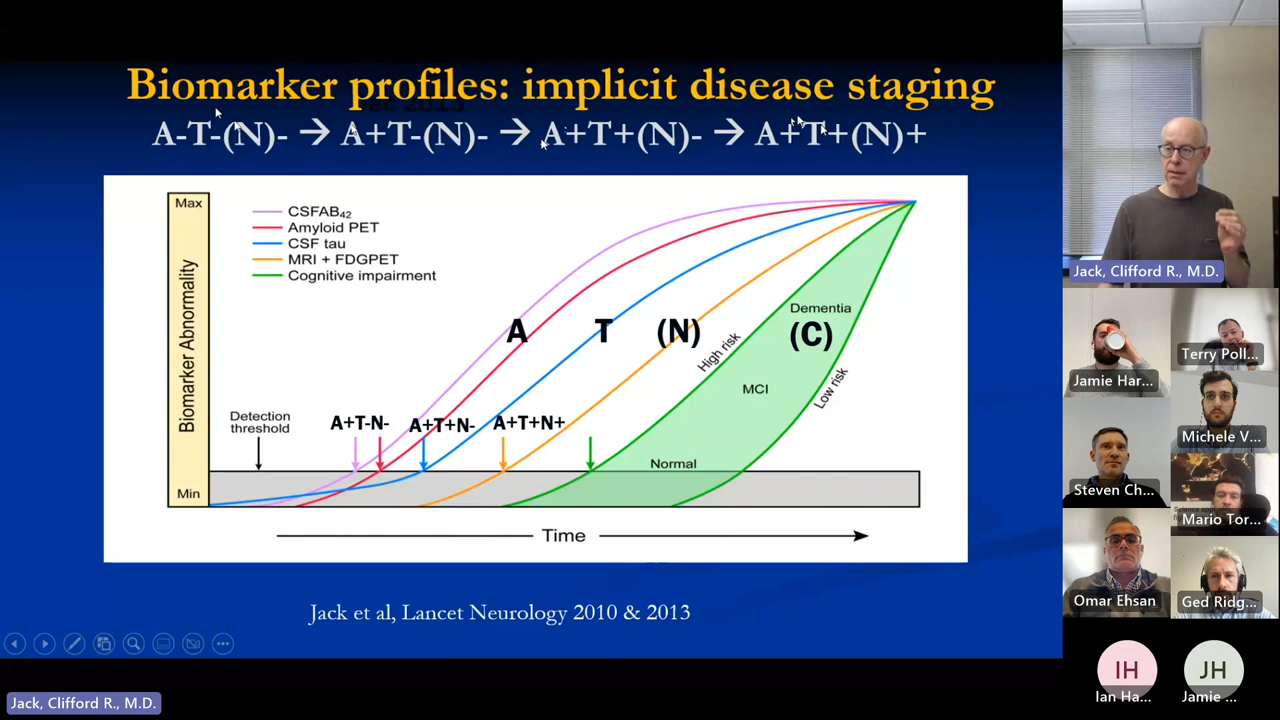 Biomarker profiles: implicit disease staging
A-T-(N)- → A+T-(N)- → A+T+(N)- → A+T+(N)+
Max
Biomarker Abnormality
Min
CSFAB₄₂
Amyloid PET
CSF tau
MRI + FDGPET
Cognitive impairment
A
T
(N)
Dementia
(C)
High risk
MCI
Low risk
Detection
threshold
A+T-N-
A+T+N-
A+T+N+
Normal
Time
Jack et al, Lancet Neurology 2010 & 2013
Jack, Clifford R., M.D.
Jack, Clifford R., M.D.
Jamie Har...
Terry Poll...
Michele V...
Steven Ch...
Mario Tor...
Omar Ehsan
Ged Ridg...
IH
JH
Ian Ha...
Jamie ...